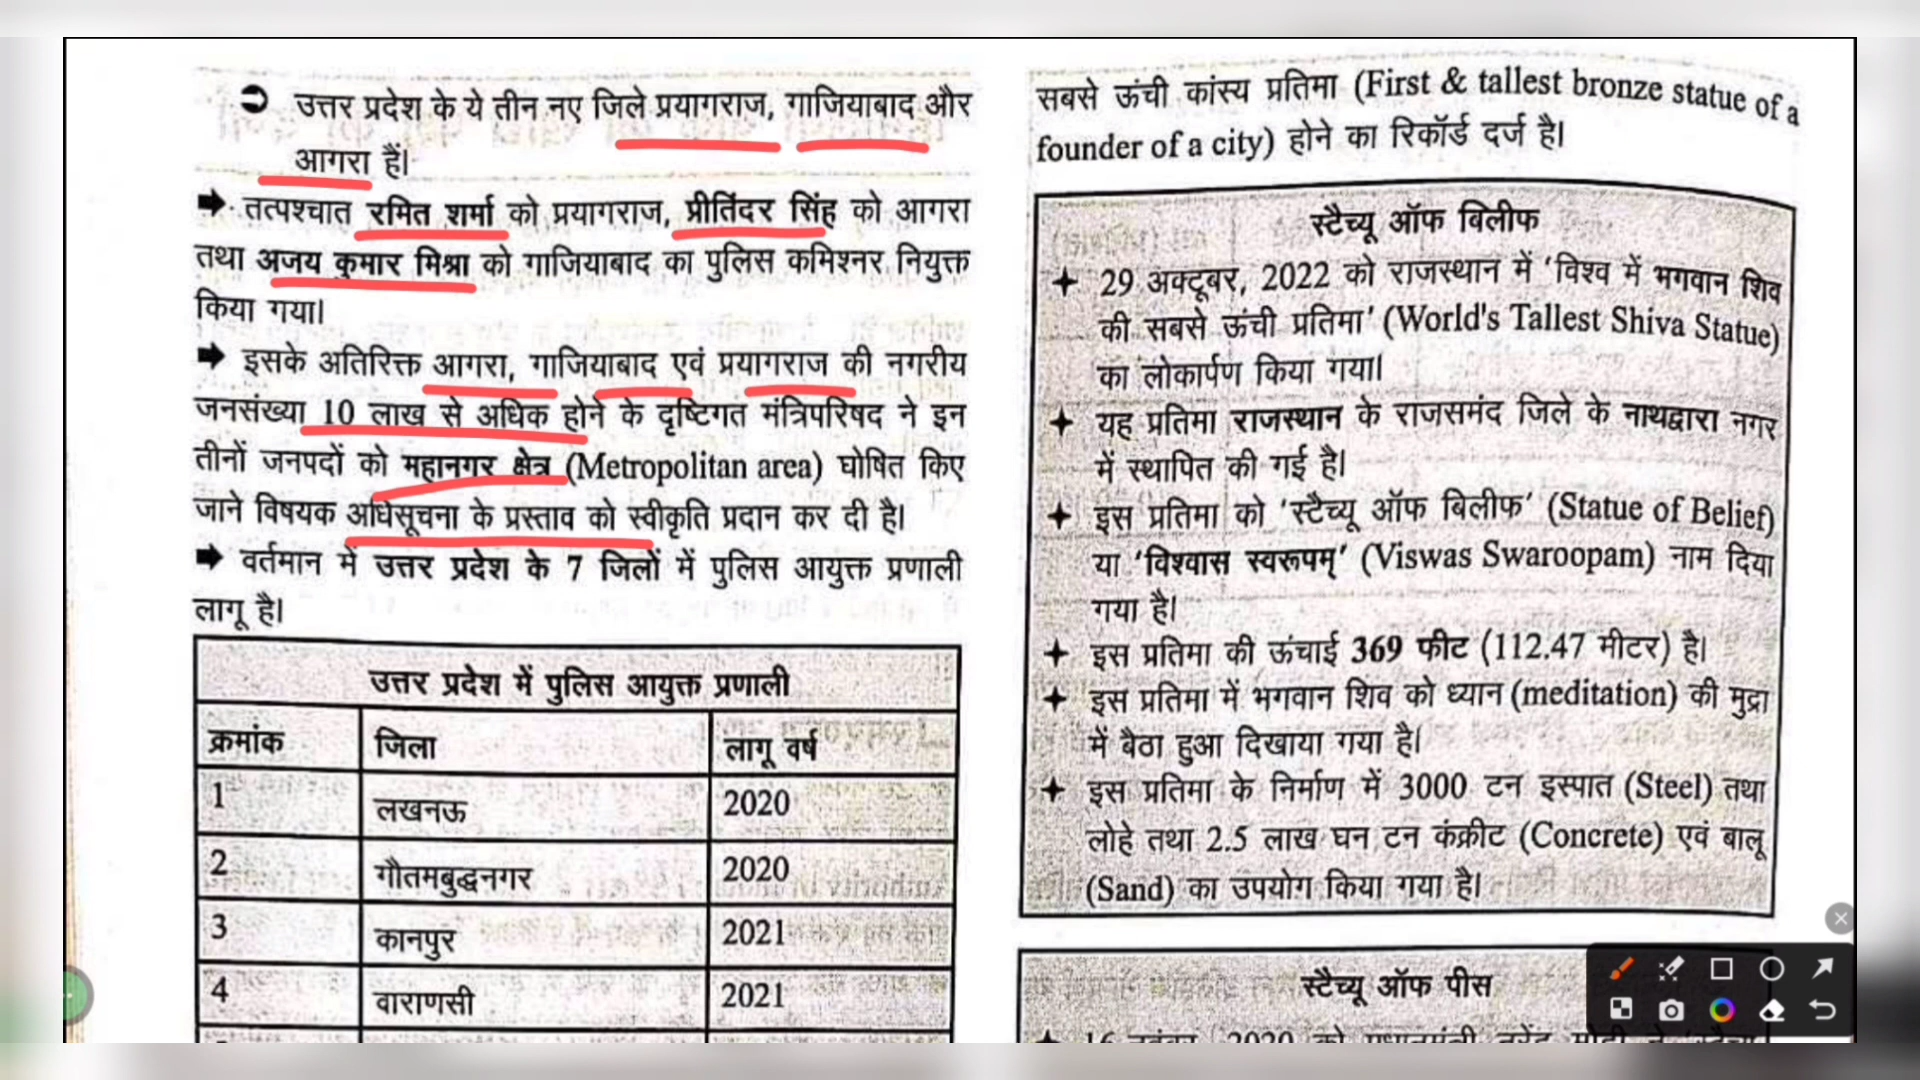 ➲ उत्तर प्रदेश के ये तीन नए जिले प्रयागराज, गाजियाबाद और
आगरा हैं।
➡ तत्पश्चात रमित शर्मा को प्रयागराज, प्रीतिंदर सिंह को आगरा
तथा अजय कुमार मिश्रा को गाजियाबाद का पुलिस कमिश्नर नियुक्त
किया गया।
➡ इसके अतिरिक्त आगरा, गाजियाबाद एवं प्रयागराज की नगरीय
जनसंख्या 10 लाख से अधिक होने के दृष्टिगत मंत्रिपरिषद ने इन
तीनों जनपदों को महानगर क्षेत्र (Metropolitan area) घोषित किए
जाने विषयक अधिसूचना के प्रस्ताव को स्वीकृति प्रदान कर दी है।
➡ वर्तमान में उत्तर प्रदेश के 7 जिलों में पुलिस आयुक्त प्रणाली
लागू है।
उत्तर प्रदेश में पुलिस आयुक्त प्रणाली
क्रमांक जिला लागू वर्ष
1 लखनऊ 2020
2 गौतमबुद्धनगर 2020
3 कानपुर 2021
4 वाराणसी 2021
सबसे ऊंची कांस्य प्रतिमा (First & tallest bronze statue of a
founder of a city) होने का रिकॉर्ड दर्ज है।
स्टैच्यू ऑफ बिलीफ
✦ 29 अक्टूबर, 2022 को राजस्थान में 'विश्व में भगवान शिव
की सबसे ऊंची प्रतिमा' (World's Tallest Shiva Statue)
का लोकार्पण किया गया।
✦ यह प्रतिमा राजस्थान के राजसमंद जिले के नाथद्वारा नगर
में स्थापित की गई है।
✦ इस प्रतिमा को 'स्टैच्यू ऑफ बिलीफ' (Statue of Belief)
या 'विश्वास स्वरूपम्' (Viswas Swaroopam) नाम दिया
गया है।
✦ इस प्रतिमा की ऊंचाई 369 फीट (112.47 मीटर) है।
✦ इस प्रतिमा में भगवान शिव को ध्यान (meditation) की मुद्रा
में बैठा हुआ दिखाया गया है।
✦ इस प्रतिमा के निर्माण में 3000 टन इस्पात (Steel) तथा
लोहे तथा 2.5 लाख घन टन कंक्रीट (Concrete) एवं बालू
(Sand) का उपयोग किया गया है।
स्टैच्यू ऑफ पीस